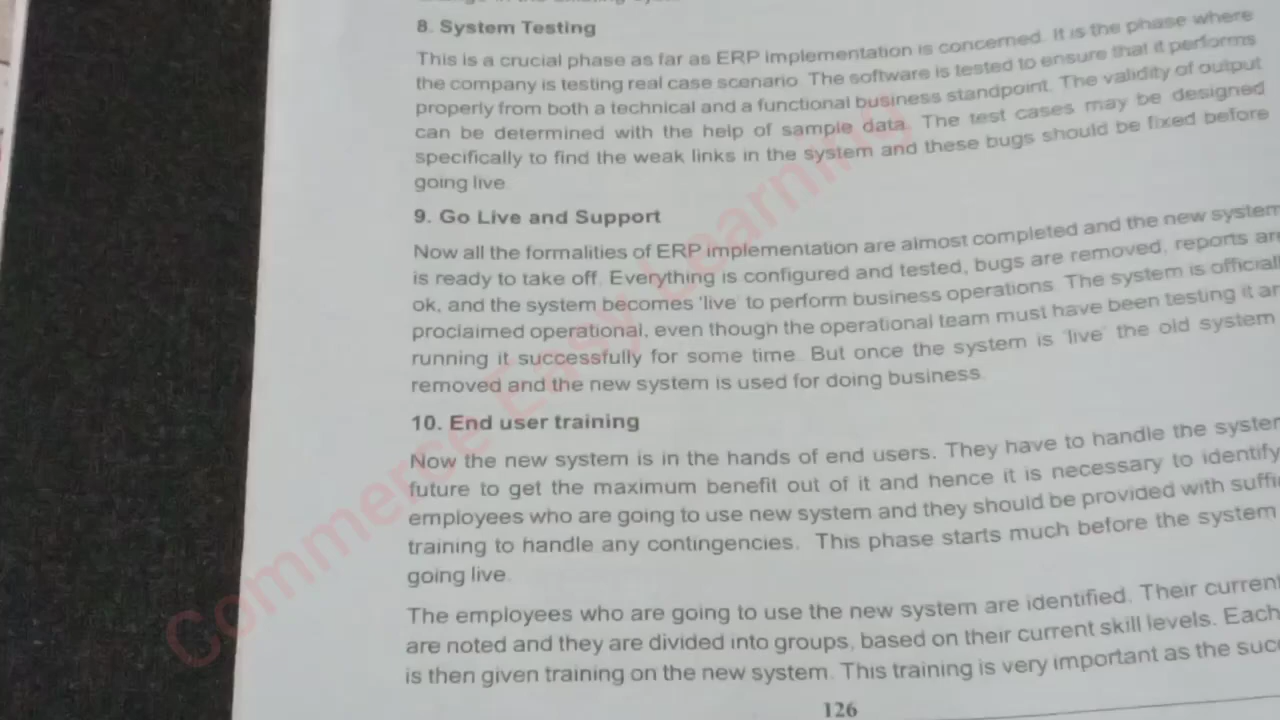 8. System Testing
This is a crucial phase as far as ERP implementation is concerned. It is the phase where
the company is testing real case scenario. The software is tested to ensure that it performs
properly from both a technical and a functional business standpoint. The validity of output
can be determined with the help of sample data. The test cases may be designed
specifically to find the weak links in the system and these bugs should be fixed before
going live.
9. Go Live and Support
Now all the formalities of ERP implementation are almost completed and the new system
is ready to take off. Everything is configured and tested, bugs are removed, reports are
ok, and the system becomes 'live' to perform business operations. The system is officiall
proclaimed operational, even though the operational team must have been testing it an
running it successfully for some time. But once the system is 'live' the old system
removed and the new system is used for doing business.
10. End user training
Now the new system is in the hands of end users. They have to handle the system
future to get the maximum benefit out of it and hence it is necessary to identify
employees who are going to use new system and they should be provided with suffic
training to handle any contingencies. This phase starts much before the system
going live.
The employees who are going to use the new system are identified. Their current
are noted and they are divided into groups, based on their current skill levels. Each
is then given training on the new system. This training is very important as the succ
126
Commerce Easy Learning